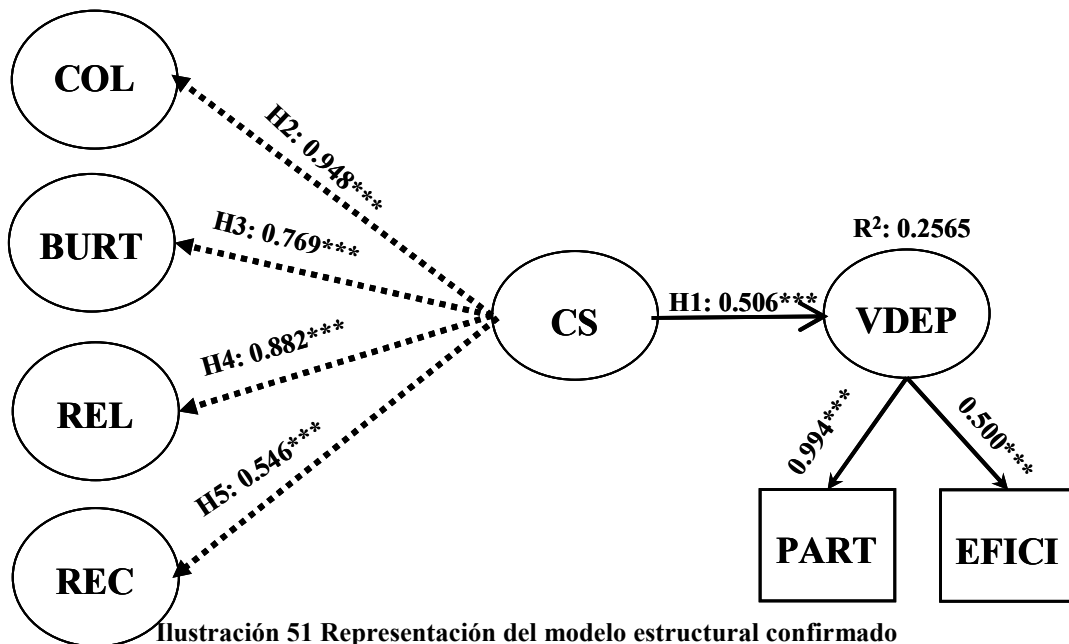 COL
H2: 0.948***
BURT
H3: 0.769***
R²: 0.2565
CS
H1: 0.506***
VDEP
H4: 0.882***
REL
H5: 0.546***
0.994***
0.500***
PART
EFICI
REC
Ilustración 51 Representación del modelo estructural confirmado